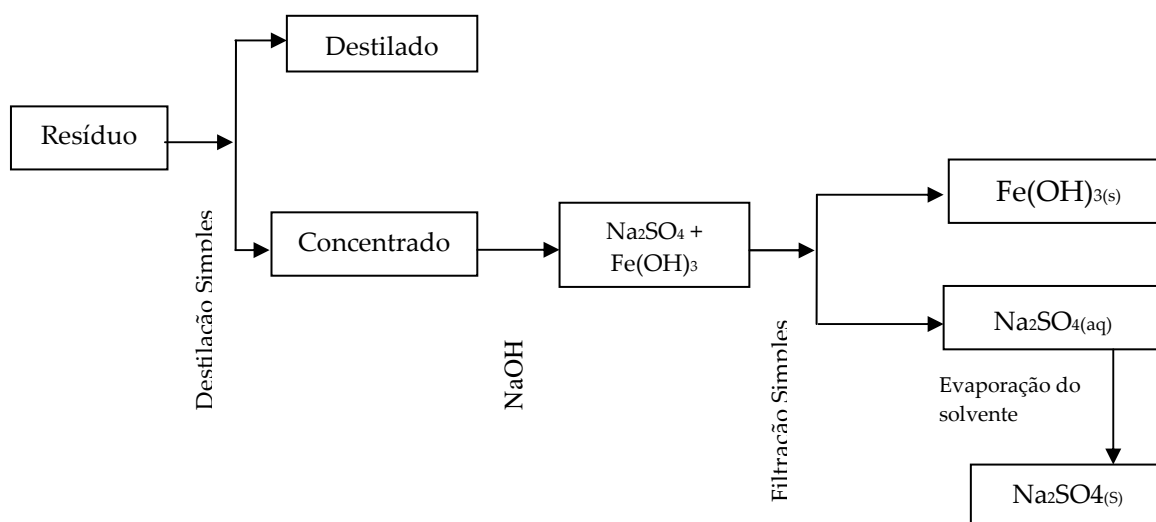 Destilado
Resíduo
Destilação Simples
Concentrado
NaOH
Na₂SO₄ +
Fe(OH)₃
Filtração Simples
Fe(OH)₃₍ₛ₎
Na₂SO₄(aq)
Evaporação do
solvente
Na₂SO4(S)